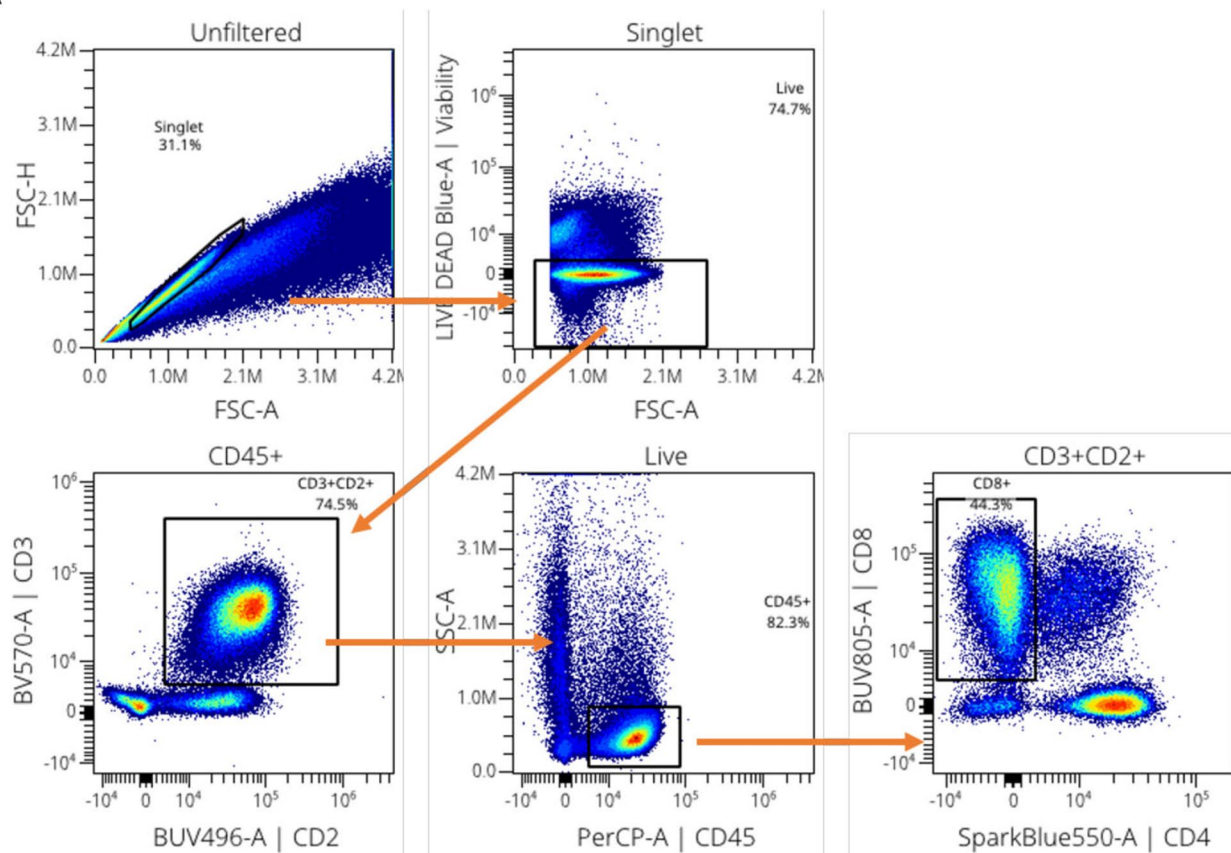 Unfiltered
4.2M
3.1M
2.1M
1.0M
0.0
FSC-H
Singlet
31.1%
0.0
1.0M
2.1M
3.1M
4.2M
FSC-A
Singlet
LIVE DEAD Blue-A | Viability
10⁶
10⁵
10⁴
0
-10⁴
Live
74.7%
0.0
1.0M
2.1M
3.1M
4.2M
FSC-A
CD45+
BV570-A | CD3
10⁶
10⁵
10⁴
0
-10⁴
CD3+CD2+
74.5%
-10⁴
0
10⁴
10⁵
10⁶
BUV496-A | CD2
Live
4.2M
3.1M
2.1M
1.0M
0.0
SSC-A
CD45+
82.3%
-10⁴
0
10⁴
10⁵
10⁶
PerCP-A | CD45
CD3+CD2+
BUV805-A | CD8
10⁵
10⁴
0
-10⁴
CD8+
44.3%
-10⁴
0
10⁴
10⁵
SparkBlue550-A | CD4